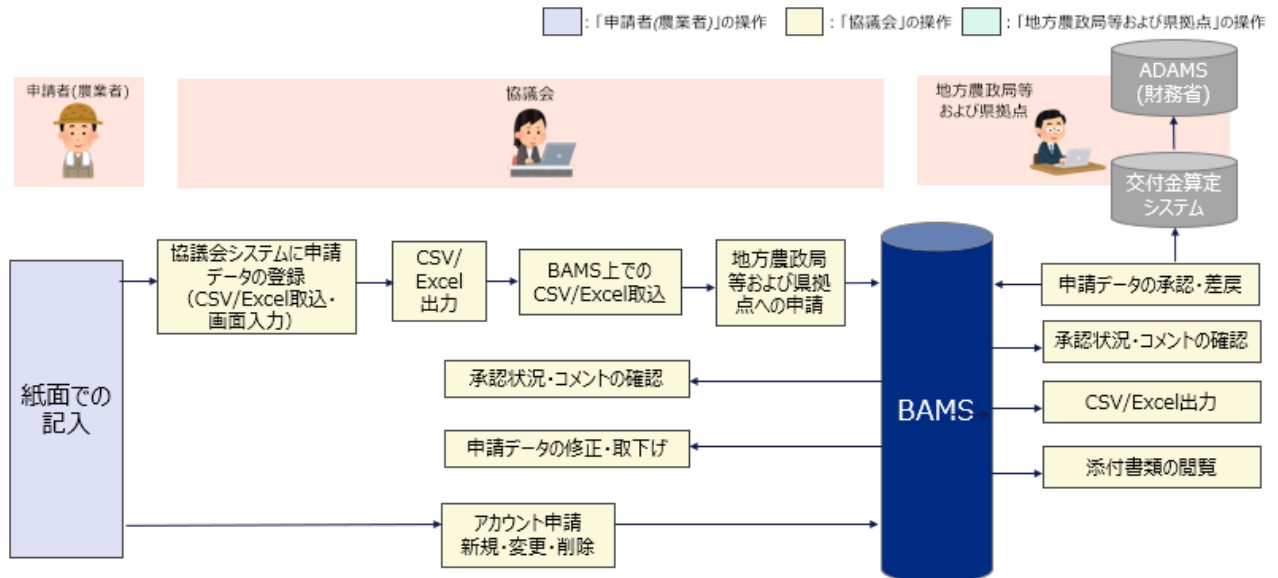 :「申請者(農業者)」の操作
:「協議会」の操作
:「地方農政局等および県拠点」の操作
申請者(農業者)
協議会
地方農政局等
および県拠点
ADAMS
(財務省)
交付金算定
システム
紙面での
記入
協議会システムに申請
データの登録
(CSV/Excel取込・
画面入力)
CSV/
Excel
出力
BAMS上での
CSV/Excel取込
地方農政局
等および県拠
点への申請
承認状況・コメントの確認
申請データの修正・取下げ
アカウント申請
新規・変更・削除
BAMS
申請データの承認・差戻
承認状況・コメントの確認
CSV/Excel出力
添付書類の閲覧